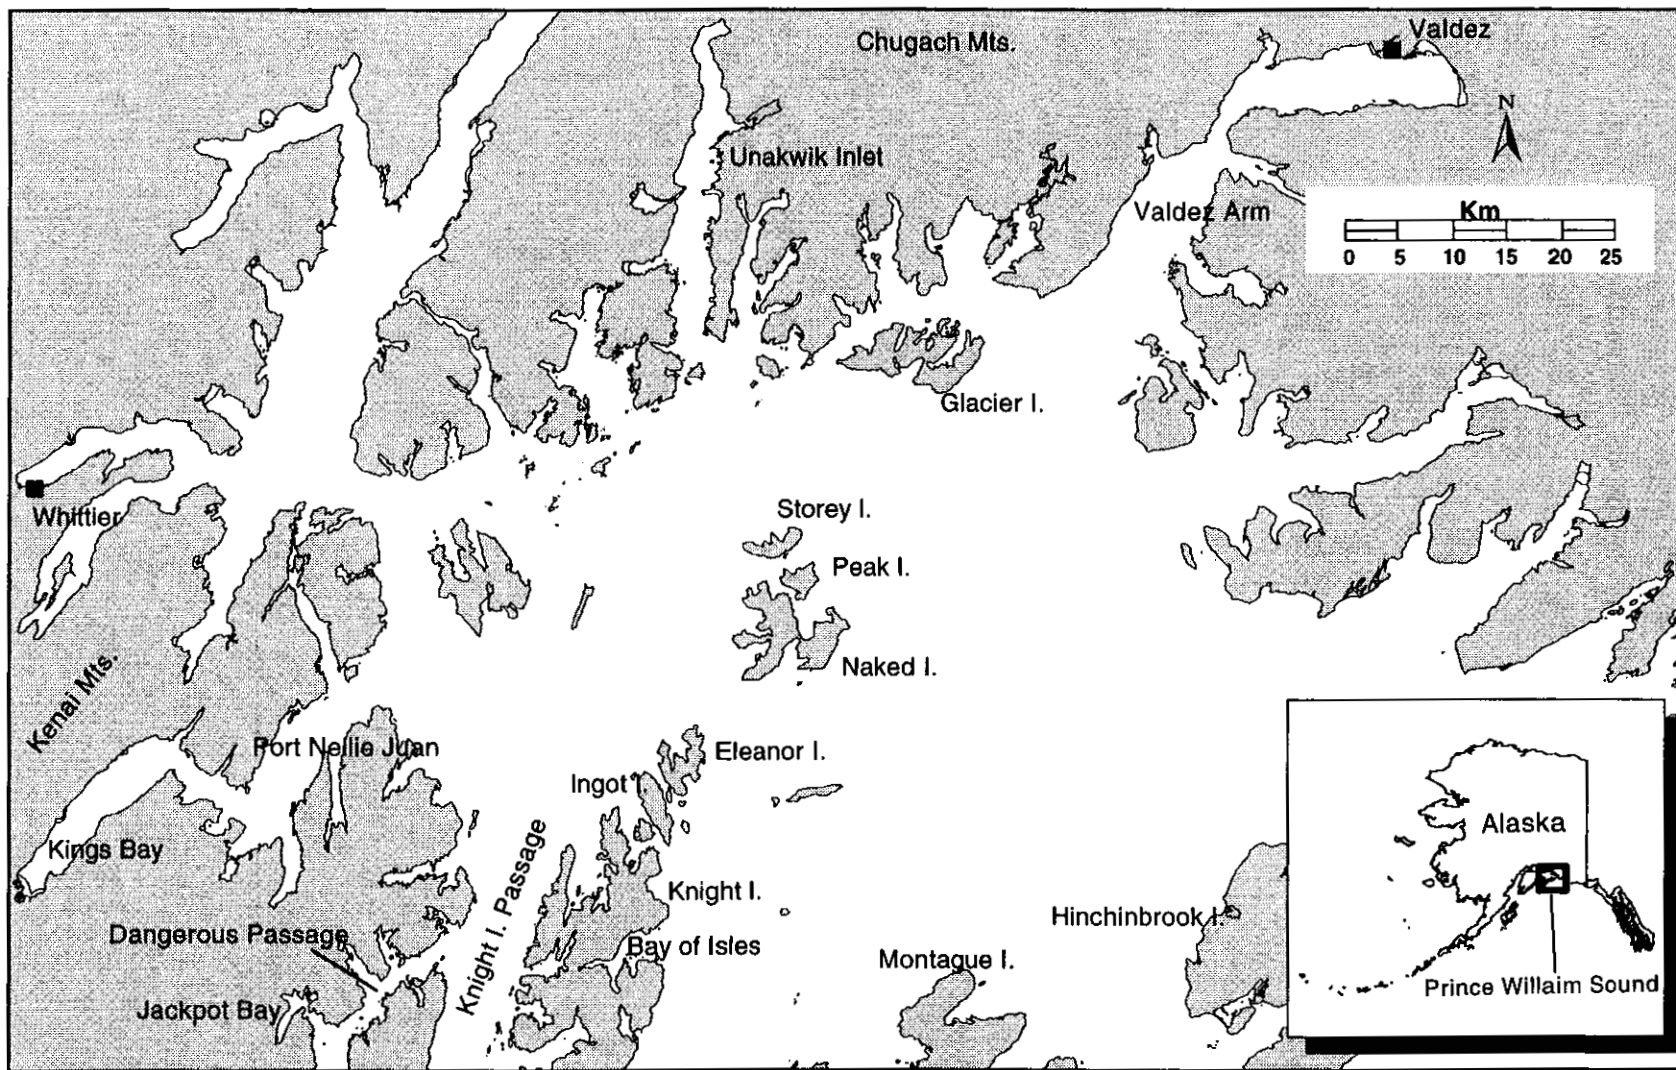 Valdez
Chugach Mts.
N
Unakwik Inlet
Valdez Arm
Km
0 5 10 15 20 25
Glacier I.
Whittier
Storey I.
Peak I.
Naked I.
Kenai Mts.
Port Nellie Juan
Eleanor I.
Ingot I.
Alaska
Kings Bay
Knight I. Passage
Knight I.
Hinchinbrook I.
Dangerous Passage
Bay of Isles
Montague I.
Prince Willaim Sound
Jackpot Bay